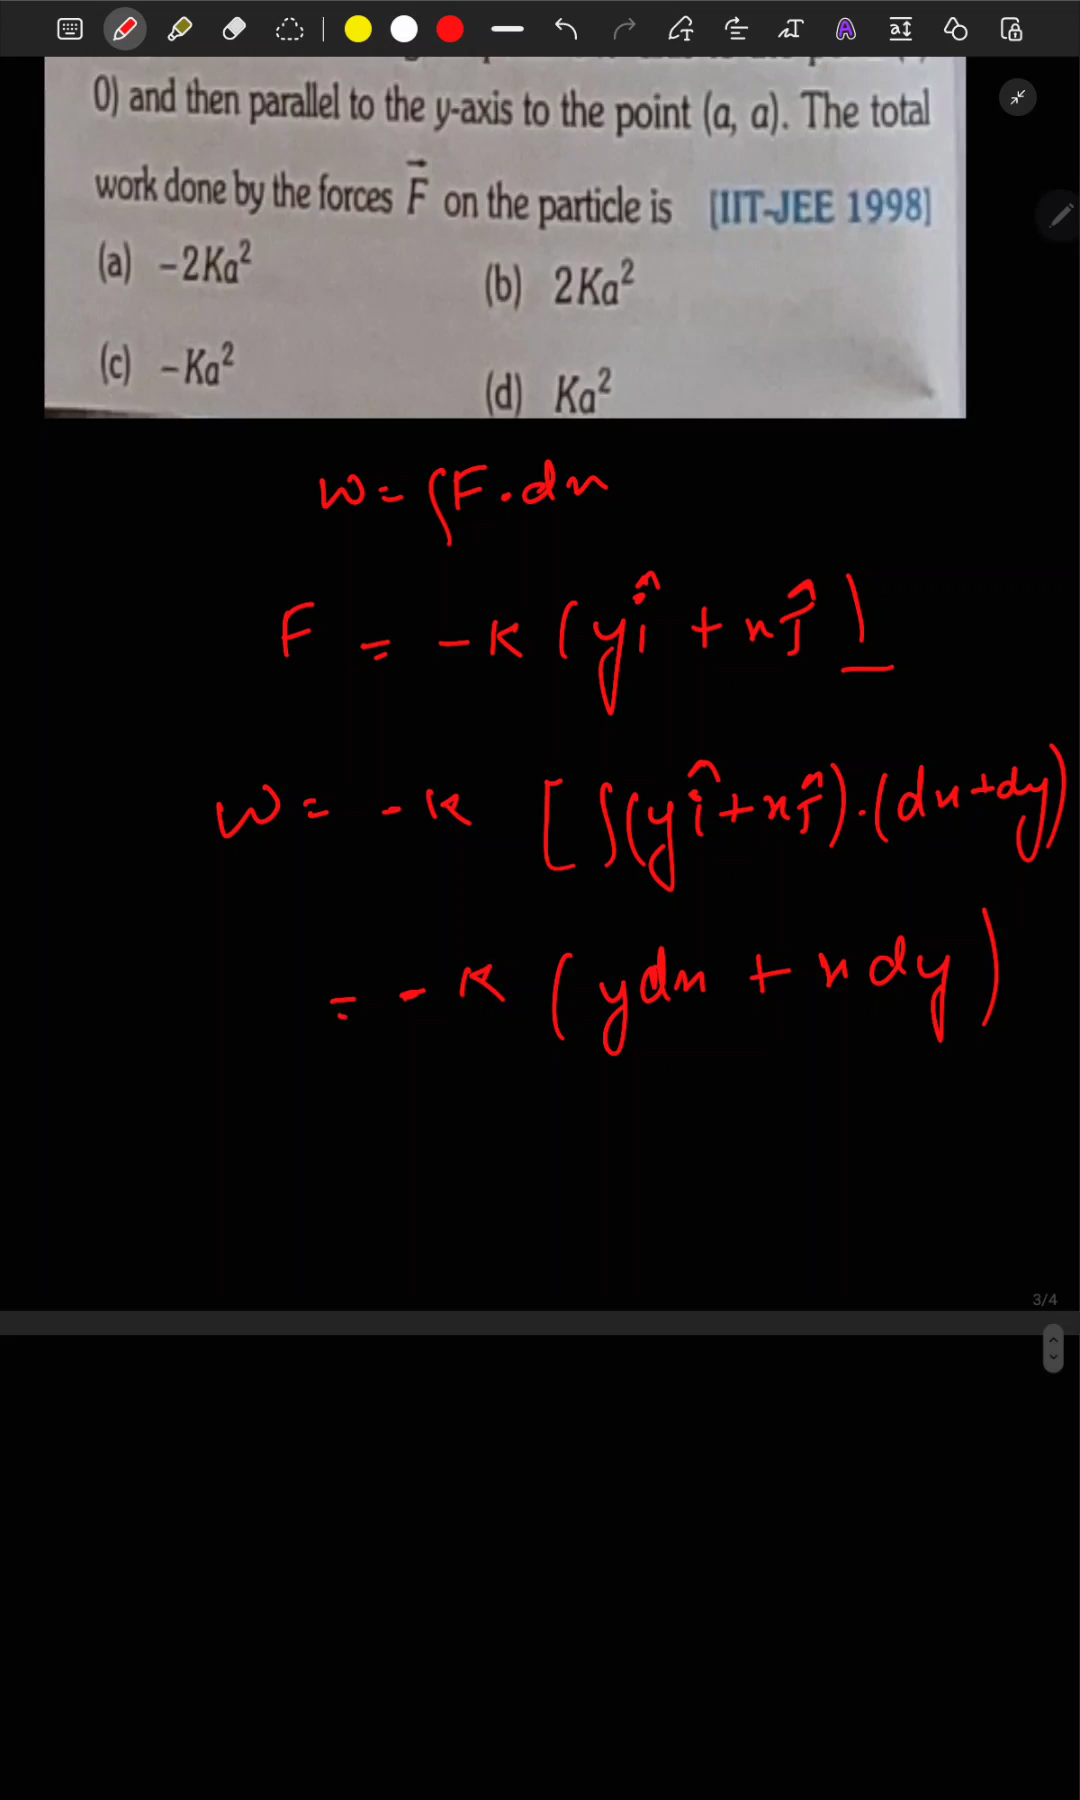 0) and then parallel to the y-axis to the point (a, a). The total
work done by the forces F⃗ on the particle is [IIT-JEE 1998]
(a) -2Ka²
(b) 2Ka²
(c) -Ka²
(d) Ka²
W = ∫F.dx
F = -K (yî + xĵ)
W = -K [∫(yî+xĵ).(dx+dy)
= -K (ydx + xdy)
3/4